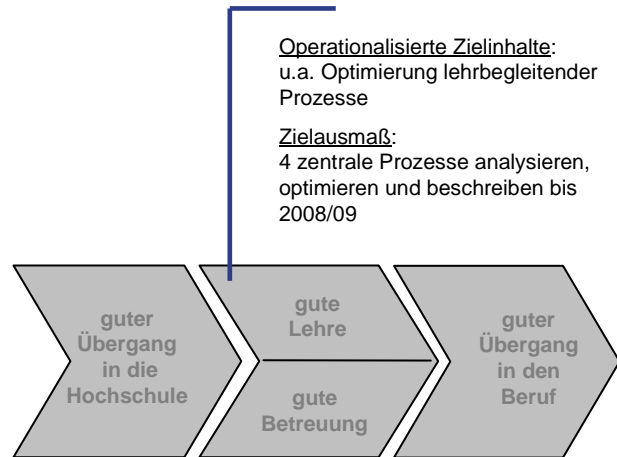 Operationalisierte Zielinhalte:
u.a. Optimierung lehrbegleitender
Prozesse
Zielausmaß:
4 zentrale Prozesse analysieren,
optimieren und beschreiben bis
2008/09
guter
Übergang
in die
Hochschule
gute
Lehre
gute
Betreuung
guter
Übergang
in den
Beruf